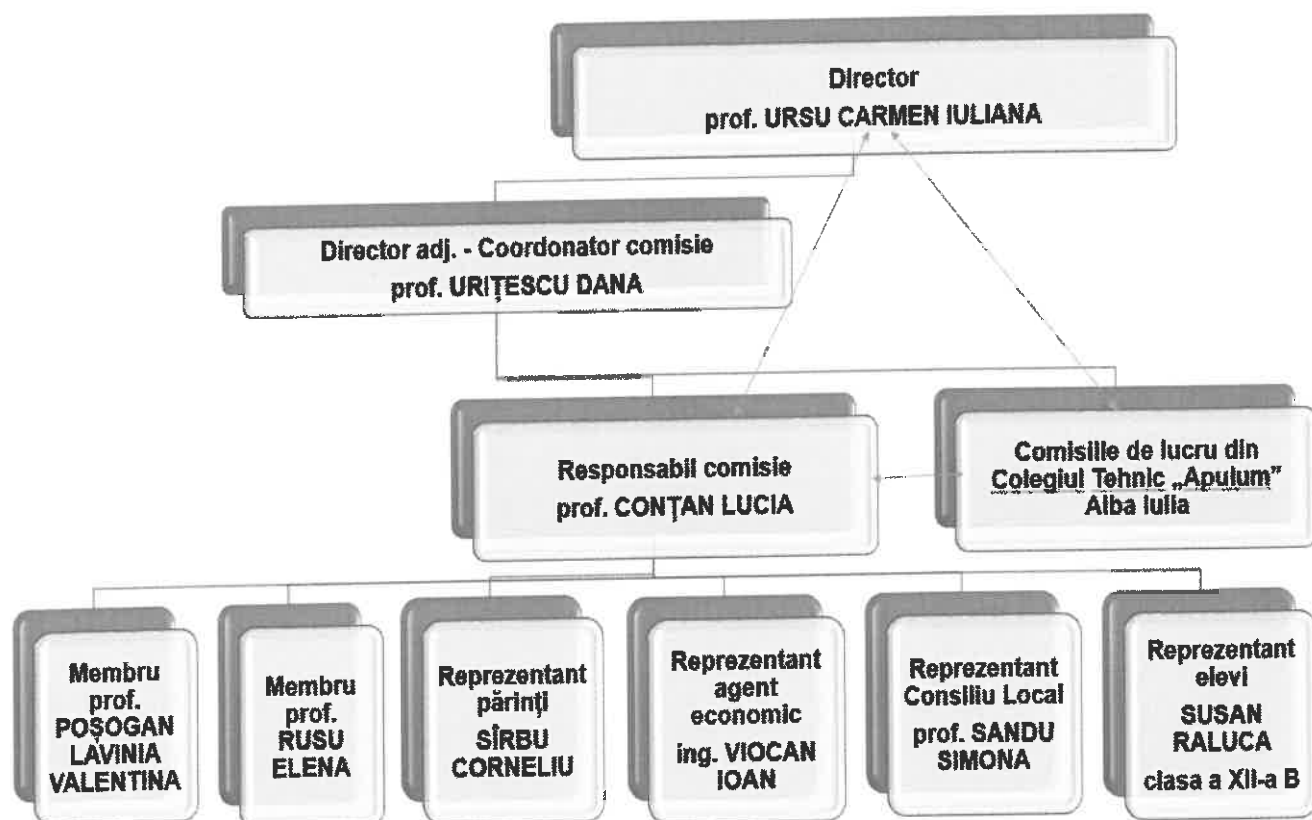 Director
prof. URSU CARMEN IULIANA
Director adj. - Coordonator comisie
prof. URIȚESCU DANA
Responsabil comisie
prof. CONȚAN LUCIA
Comisiile de lucru din
Colegiul Tehnic „Apulum”
Alba Iulia
Membru
prof.
POȘOGAN
LAVINIA
VALENTINA
Membru
prof.
RUSU
ELENA
Reprezentant
părinți
SÎRBU
CORNELIU
Reprezentant
agent
economic
ing. VIOCAN
IOAN
Reprezentant
Consiliu Local
prof. SANDU
SIMONA
Reprezentant
elevi
SUSAN
RALUCA
clasa a XII-a B